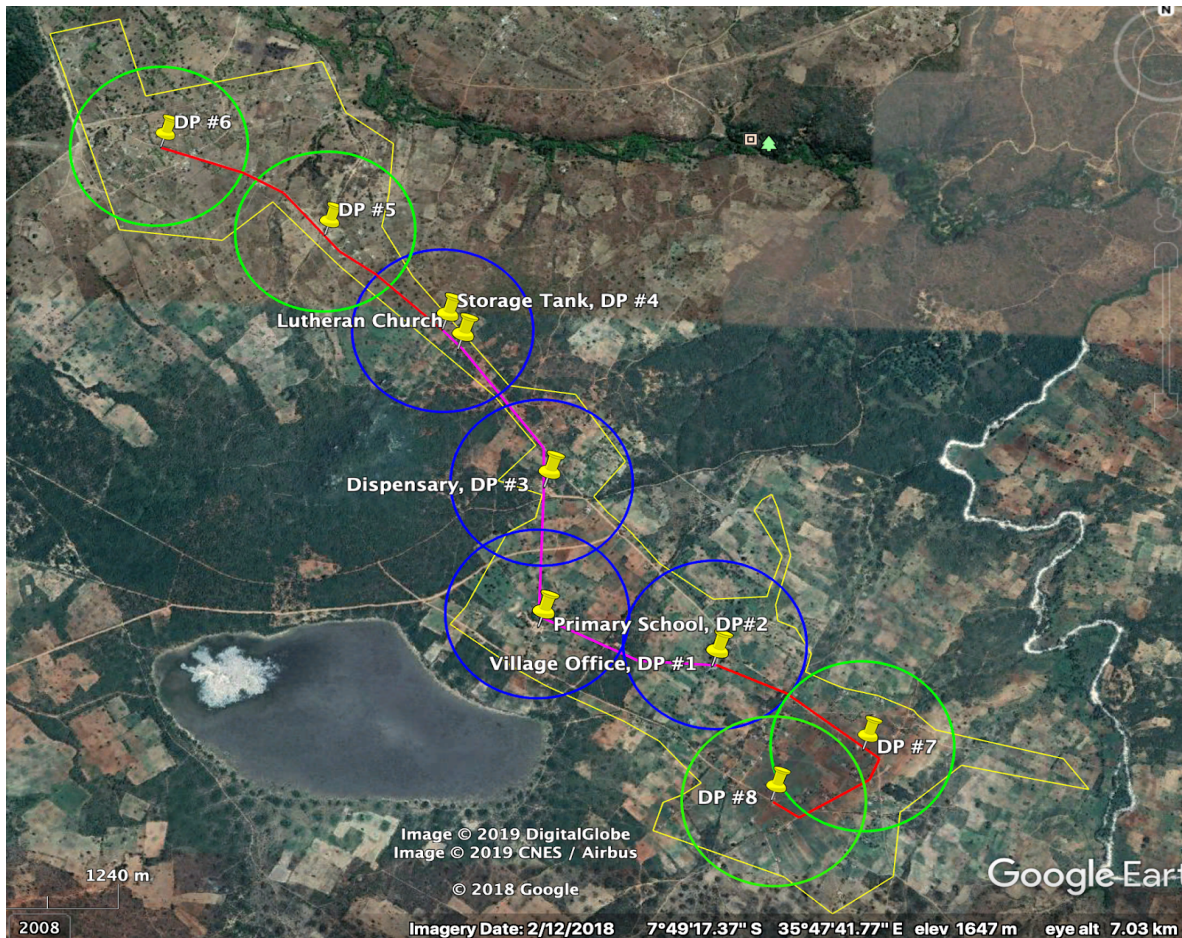 N
DP #6
DP #5
Storage Tank, DP #4
Lutheran Church
Dispensary, DP #3
Primary School, DP#2
Village Office, DP #1
DP #7
DP #8
Image © 2019 DigitalGlobe
Image © 2019 CNES / Airbus
© 2018 Google
1240 m
Google Eart
2008
Imagery Date: 2/12/2018 7°49'17.37" S 35°47'41.77" E elev 1647 m eye alt 7.03 km